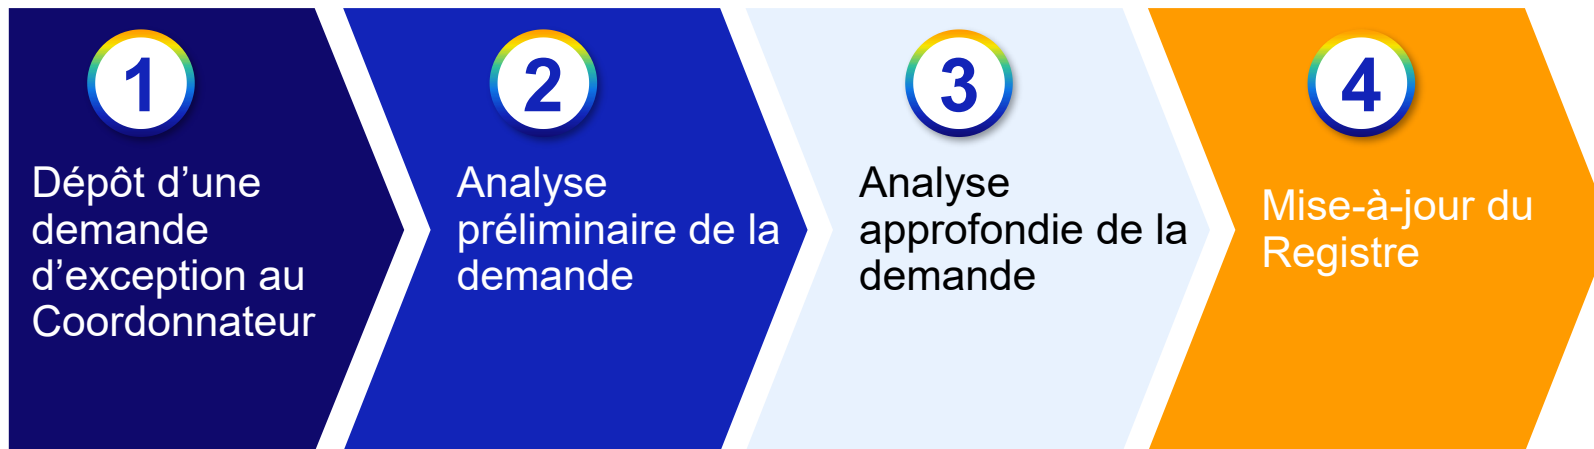 1
Dépôt d’une
demande
d’exception au
Coordonnateur
2
Analyse
préliminaire de la
demande
3
Analyse
approfondie de la
demande
4
Mise-à-jour du
Registre